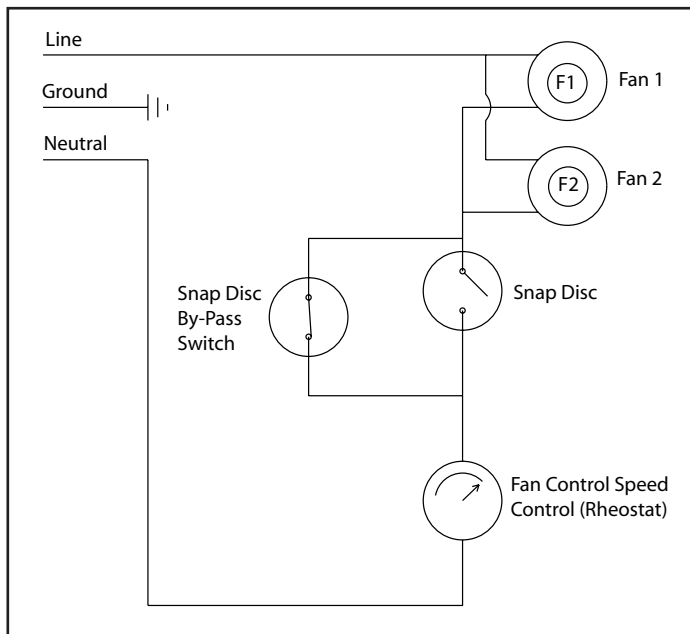 Line
Ground
Neutral
F1
Fan 1
F2
Fan 2
Snap Disc
By-Pass
Switch
Snap Disc
Fan Control Speed
Control (Rheostat)